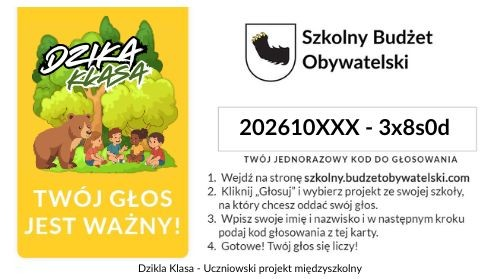 DZIKA
KLASA
TWÓJ GŁOS
JEST WAŻNY!
Szkolny Budżet
Obywatelski
202610XXX - 3x8s0d
TWÓJ JEDNORAZOWY KOD DO GŁOSOWANIA
1. Wejdź na stronę szkolny.budzetobywatelski.com
2. Kliknij „Głosuj” i wybierz projekt ze swojej szkoły,
na który chcesz oddać swój głos.
3. Wpisz swoje imię i nazwisko i w następnym kroku
podaj kod głosowania z tej karty.
4. Gotowe! Twój głos się liczy!
Dzikla Klasa - Uczniowski projekt międzyszkolny